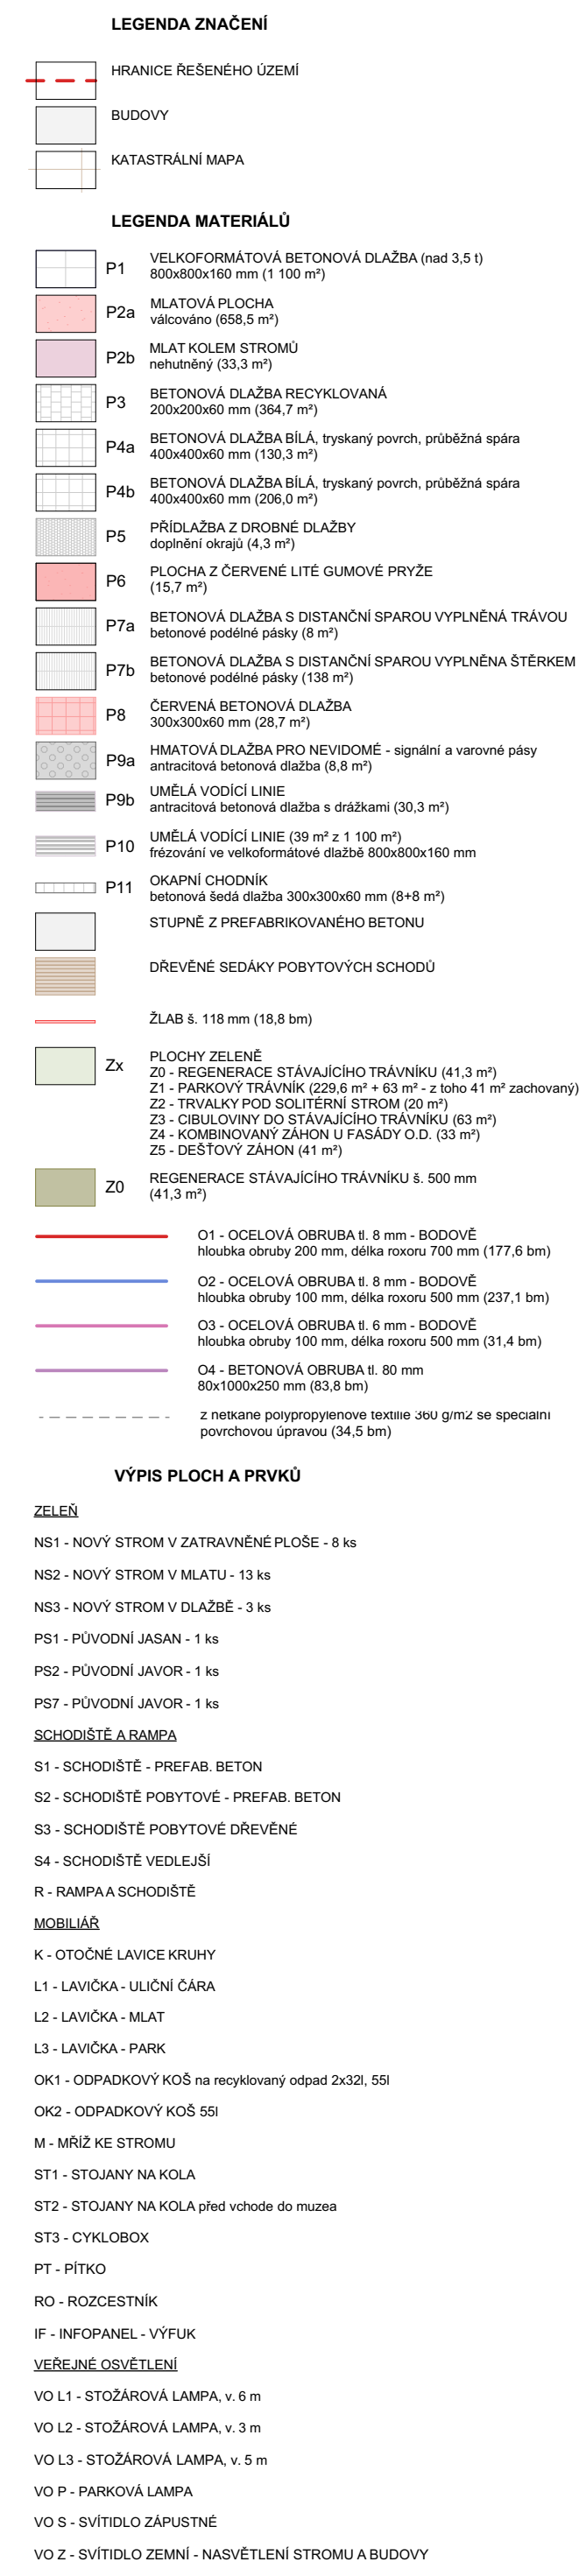 LEGENDA ZNAČENÍ
HRANICE ŘEŠENÉHO ÚZEMÍ
BUDOVY
KATASTRÁLNÍ MAPA
LEGENDA MATERIÁLŮ
P1 VELKOFORMÁTOVÁ BETONOVÁ DLAŽBA (nad 3,5 t)
800x800x160 mm (1 100 m²)
P2a MLATOVÁ PLOCHA
válcováno (658,5 m²)
P2b MLAT KOLEM STROMŮ
nehutněný (33,3 m²)
P3 BETONOVÁ DLAŽBA RECYKLOVANÁ
200x200x60 mm (364,7 m²)
P4a BETONOVÁ DLAŽBA BÍLÁ, tryskaný povrch, průběžná spára
400x400x60 mm (130,3 m²)
P4b BETONOVÁ DLAŽBA BÍLÁ, tryskaný povrch, průběžná spára
400x400x60 mm (206,0 m²)
P5 PŘÍDLAŽBA Z DROBNÉ DLAŽBY
doplnění okrajů (4,3 m²)
P6 PLOCHA Z ČERVENÉ LITÉ GUMOVÉ PRYŽE
(15,7 m²)
P7a BETONOVÁ DLAŽBA S DISTANČNÍ SPAROU VYPLNĚNÁ TRÁVOU
betonové podélné pásky (8 m²)
P7b BETONOVÁ DLAŽBA S DISTANČNÍ SPAROU VYPLNĚNA ŠTĚRKEM
betonové podélné pásky (138 m²)
P8 ČERVENÁ BETONOVÁ DLAŽBA
300x300x60 mm (28,7 m²)
P9a HMATOVÁ DLAŽBA PRO NEVIDOMÉ - signální a varovné pásy
antracitová betonová dlažba (8,8 m²)
P9b UMĚLÁ VODÍCÍ LINIE
antracitová betonová dlažba s drážkami (30,3 m²)
P10 UMĚLÁ VODÍCÍ LINIE (39 m² z 1 100 m²)
frézování ve velkoformátové dlažbě 800x800x160 mm
P11 OKAPNÍ CHODNÍK
betonová šedá dlažba 300x300x60 mm (8+8 m²)
STUPNĚ Z PREFABRIKOVANÉHO BETONU
DŘEVĚNÉ SEDÁKY POBYTOVÝCH SCHODŮ
ŽLAB š. 118 mm (18,8 bm)
Zx PLOCHY ZELENĚ
Z0 - REGENERACE STÁVAJÍCÍHO TRÁVNÍKU (41,3 m²)
Z1 - PARKOVÝ TRÁVNÍK (229,6 m² + 63 m² - z toho 41 m² zachovaný)
Z2 - TRVALKY POD SOLITÉRNÍ STROM (20 m²)
Z3 - CIBULOVINY DO STÁVAJÍCÍHO TRÁVNÍKU (63 m²)
Z4 - KOMBINOVANÝ ZÁHON U FASÁDY O.D. (33 m²)
Z5 - DEŠŤOVÝ ZÁHON (41 m²)
Z0 REGENERACE STÁVAJÍCÍHO TRÁVNÍKU š. 500 mm
(41,3 m²)
O1 - OCELOVÁ OBRUBA tl. 8 mm - BODOVĚ
hloubka obruby 200 mm, délka roxoru 700 mm (177,6 bm)
O2 - OCELOVÁ OBRUBA tl. 8 mm - BODOVĚ
hloubka obruby 100 mm, délka roxoru 500 mm (237,1 bm)
O3 - OCELOVÁ OBRUBA tl. 6 mm - BODOVĚ
hloubka obruby 100 mm, délka roxoru 500 mm (31,4 bm)
O4 - BETONOVÁ OBRUBA tl. 80 mm
80x1000x250 mm (83,8 bm)
z netkané polypropylenové textilie 360 g/m2 se speciální
povrchovou úpravou (34,5 bm)
VÝPIS PLOCH A PRVKŮ
ZELEŇ
NS1 - NOVÝ STROM V ZATRAVNĚNÉ PLOŠE - 8 ks
NS2 - NOVÝ STROM V MLATU - 13 ks
NS3 - NOVÝ STROM V DLAŽBĚ - 3 ks
PS1 - PŮVODNÍ JASAN - 1 ks
PS2 - PŮVODNÍ JAVOR - 1 ks
PS7 - PŮVODNÍ JAVOR - 1 ks
SCHODIŠTĚ A RAMPA
S1 - SCHODIŠTĚ - PREFAB. BETON
S2 - SCHODIŠTĚ POBYTOVÉ - PREFAB. BETON
S3 - SCHODIŠTĚ POBYTOVÉ DŘEVĚNÉ
S4 - SCHODIŠTĚ VEDLEJŠÍ
R - RAMPA A SCHODIŠTĚ
MOBILIÁŘ
K - OTOČNÉ LAVICE KRUHY
L1 - LAVIČKA - ULIČNÍ ČÁRA
L2 - LAVIČKA - MLAT
L3 - LAVIČKA - PARK
OK1 - ODPADKOVÝ KOŠ na recyklovaný odpad 2x32l, 55l
OK2 - ODPADKOVÝ KOŠ 55l
M - MŘÍŽ KE STROMU
ST1 - STOJANY NA KOLA
ST2 - STOJANY NA KOLA před vchode do muzea
ST3 - CYKLOBOX
PT - PÍTKO
RO - ROZCESTNÍK
IF - INFOPANEL - VÝFUK
VEŘEJNÉ OSVĚTLENÍ
VO L1 - STOŽÁROVÁ LAMPA, v. 6 m
VO L2 - STOŽÁROVÁ LAMPA, v. 3 m
VO L3 - STOŽÁROVÁ LAMPA, v. 5 m
VO P - PARKOVÁ LAMPA
VO S - SVÍTIDLO ZÁPUSTNÉ
VO Z - SVÍTIDLO ZEMNÍ - NASVĚTLENÍ STROMU A BUDOVY